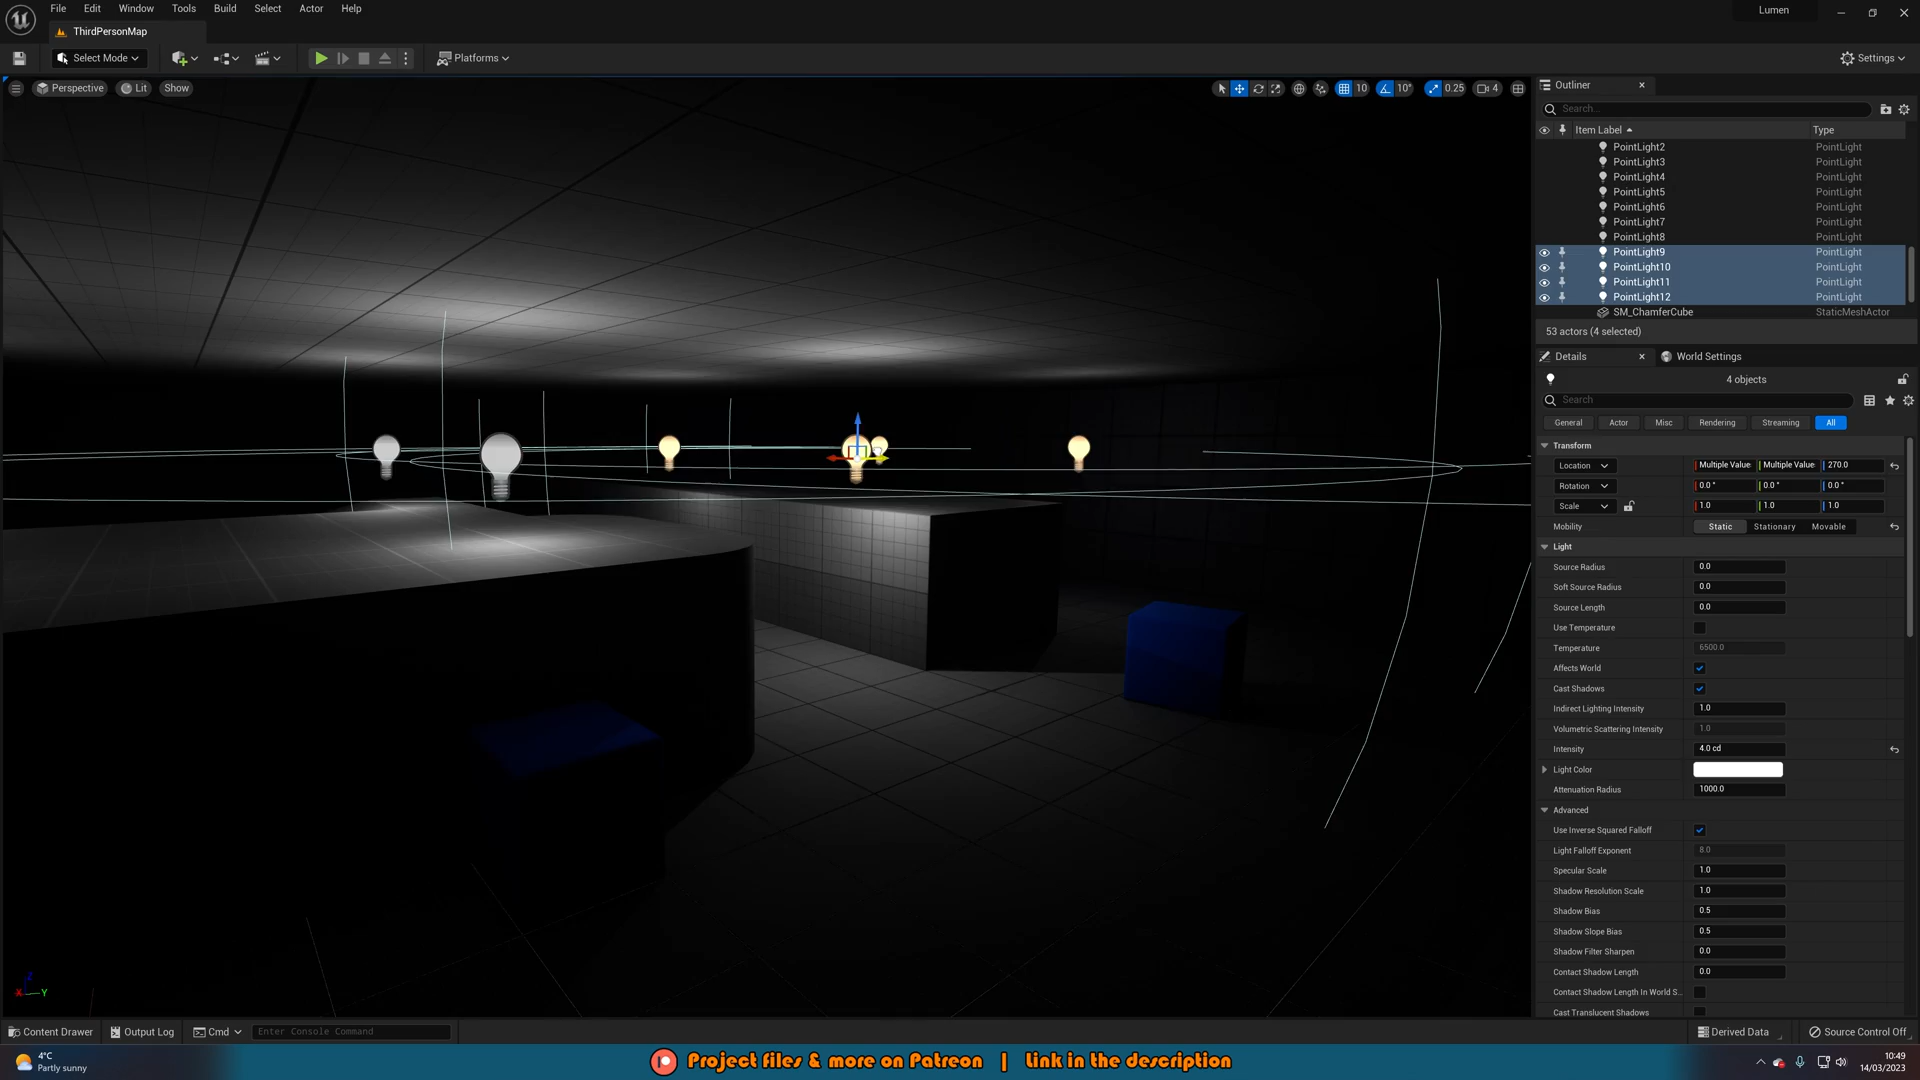 File Edit Window Tools Build Select Actor Help
Lumen
ThirdPersonMap
Select Mode
Platforms
Settings
Perspective Lit Show
10 10° 0.25 4
Outliner
Search...
Item Label Type
PointLight2 PointLight
PointLight3 PointLight
PointLight4 PointLight
PointLight5 PointLight
PointLight6 PointLight
PointLight7 PointLight
PointLight8 PointLight
PointLight9 PointLight
PointLight10 PointLight
PointLight11 PointLight
PointLight12 PointLight
SM_ChamferCube StaticMeshActor
53 actors (4 selected)
Details World Settings
4 objects
Search
General Actor Misc Rendering Streaming All
Transform
Location Multiple Value Multiple Value 270.0
Rotation 0.0 ° 0.0 ° 0.0 °
Scale 1.0 1.0 1.0
Mobility Static Stationary Movable
Light
Source Radius 0.0
Soft Source Radius 0.0
Source Length 0.0
Use Temperature
Temperature 6500.0
Affects World
Cast Shadows
Indirect Lighting Intensity 1.0
Volumetric Scattering Intensity 1.0
Intensity 4.0 cd
Light Color
Attenuation Radius 1000.0
Advanced
Use Inverse Squared Falloff
Light Falloff Exponent 8.0
Specular Scale 1.0
Shadow Resolution Scale 1.0
Shadow Bias 0.5
Shadow Slope Bias 0.5
Shadow Filter Sharpen 0.0
Contact Shadow Length 0.0
Contact Shadow Length In World S...
Cast Translucent Shadows
Z
X Y
Content Drawer Output Log Cmd Enter Console Command
Derived Data Source Control Off
4°C
Partly sunny
Project files & more on Patreon | Link in the description
10:49
14/03/2023